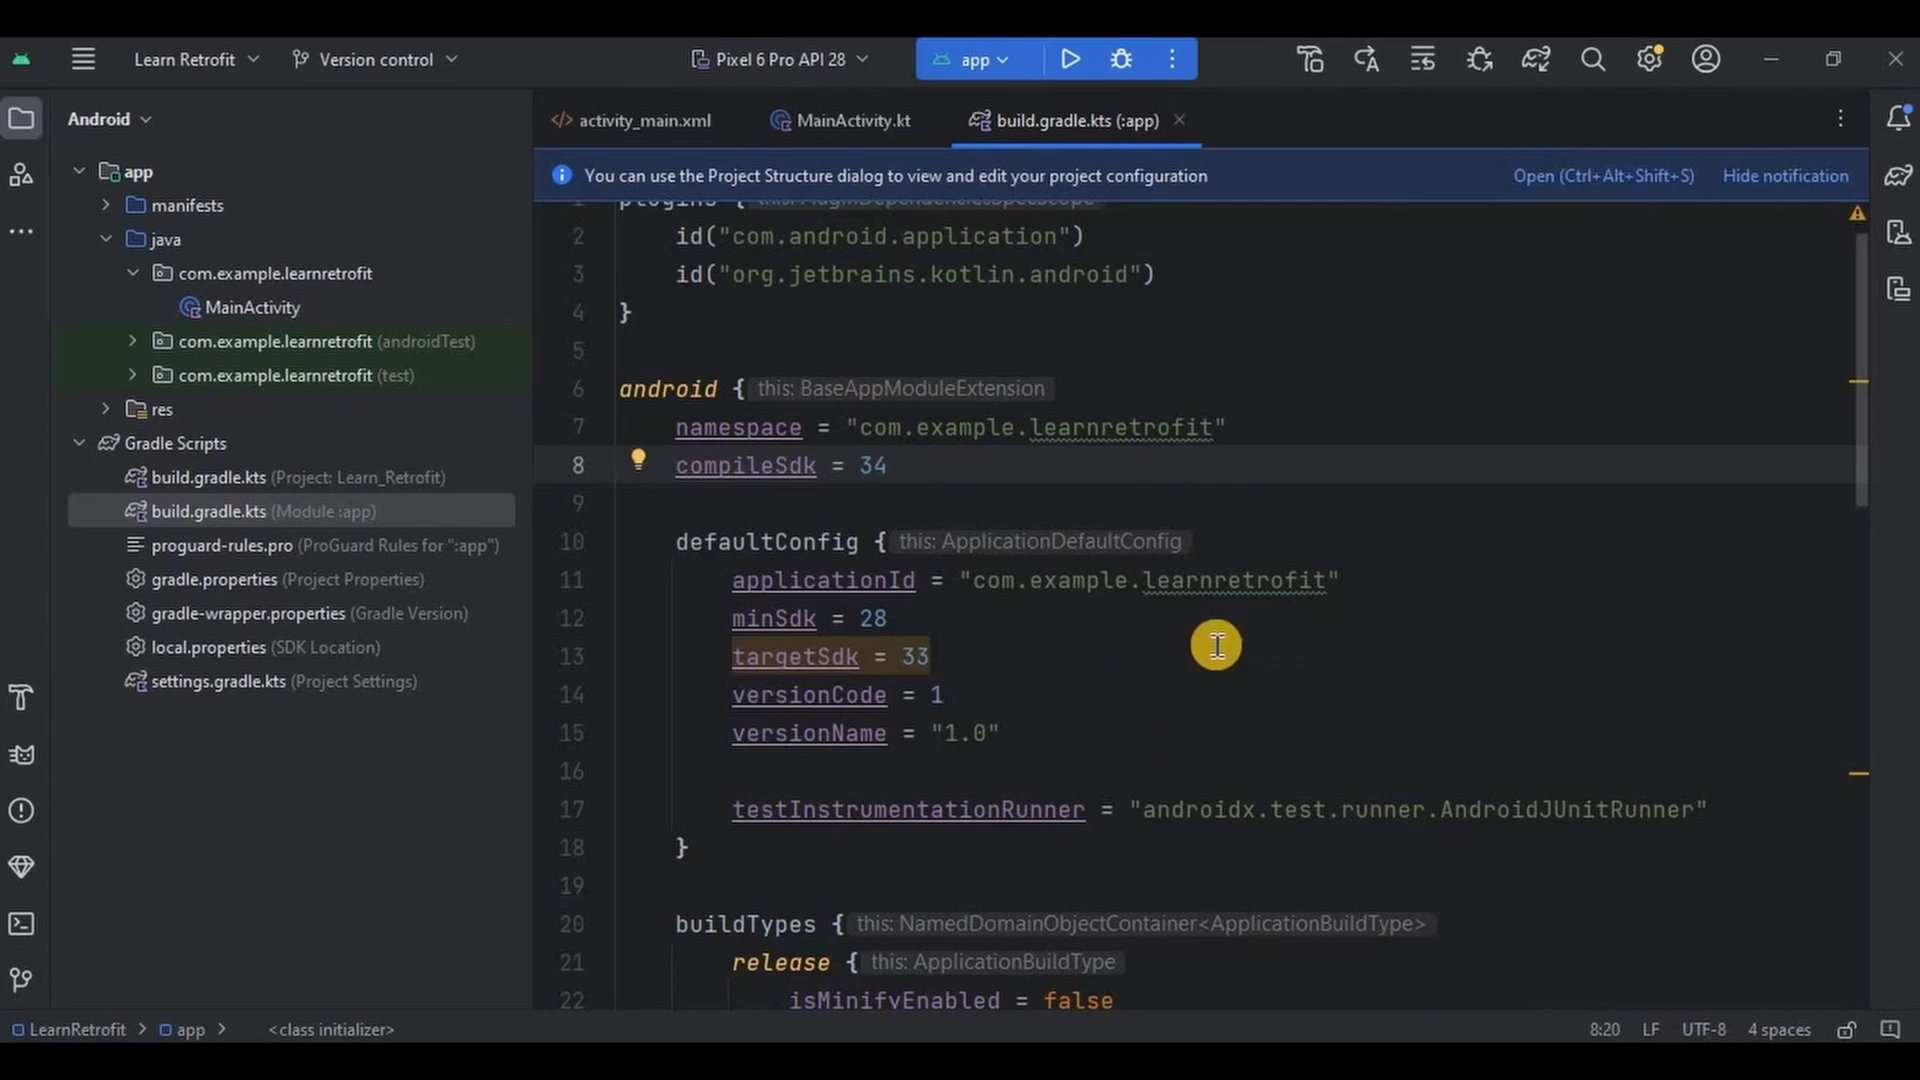 Learn Retrofit
Version control
Pixel 6 Pro API 28
app
Android
app
manifests
java
com.example.learnretrofit
MainActivity
com.example.learnretrofit (androidTest)
com.example.learnretrofit (test)
res
Gradle Scripts
build.gradle.kts (Project: Learn_Retrofit)
build.gradle.kts (Module :app)
proguard-rules.pro (ProGuard Rules for ":app")
gradle.properties (Project Properties)
gradle-wrapper.properties (Gradle Version)
local.properties (SDK Location)
settings.gradle.kts (Project Settings)
activity_main.xml
MainActivity.kt
build.gradle.kts (:app)
You can use the Project Structure dialog to view and edit your project configuration
Open (Ctrl+Alt+Shift+S)
Hide notification
1 plugins { this: PluginDependenciesSpecScope
2 id("com.android.application")
3 id("org.jetbrains.kotlin.android")
4 }
5
6 android { this: BaseAppModuleExtension
7 namespace = "com.example.learnretrofit"
8 compileSdk = 34
9
10 defaultConfig { this: ApplicationDefaultConfig
11 applicationId = "com.example.learnretrofit"
12 minSdk = 28
13 targetSdk = 33
14 versionCode = 1
15 versionName = "1.0"
16
17 testInstrumentationRunner = "androidx.test.runner.AndroidJUnitRunner"
18 }
19
20 buildTypes { this: NamedDomainObjectContainer<ApplicationBuildType>
21 release { this: ApplicationBuildType
22 isMinifyEnabled = false
LearnRetrofit > app > <class initializer>
8:20 LF UTF-8 4 spaces